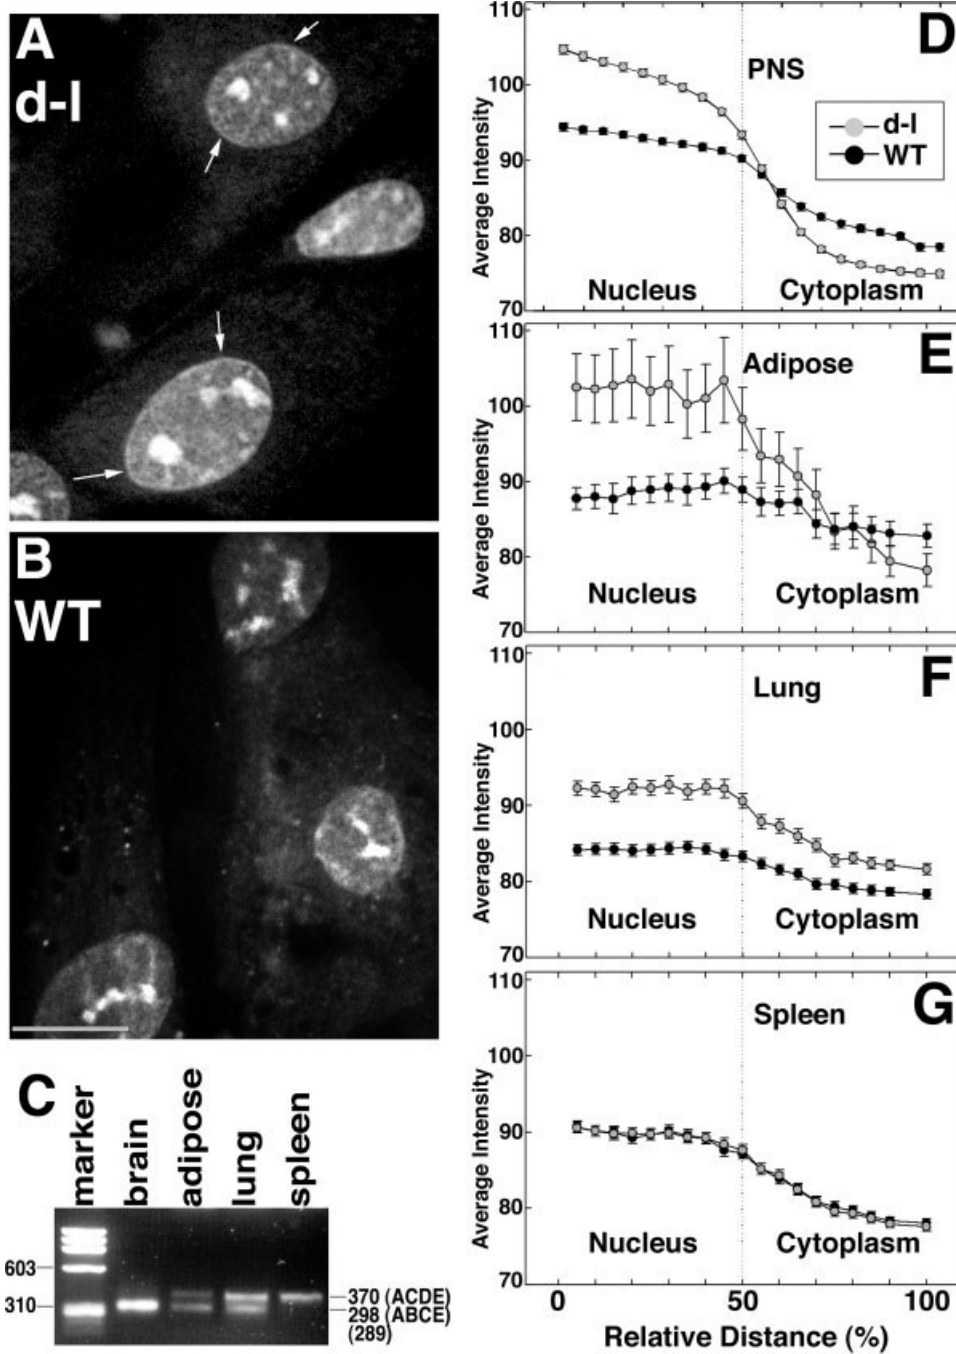 A
d-I
B
WT
C
marker
brain
adipose
lung
spleen
603
310
370 (ACDE)
298 (ABCE)
(289)
D
PNS
d-I
WT
110
100
90
80
70
Average Intensity
Nucleus
Cytoplasm
E
Adipose
110
100
90
80
70
Average Intensity
Nucleus
Cytoplasm
F
Lung
110
100
90
80
70
Average Intensity
Nucleus
Cytoplasm
G
Spleen
110
100
90
80
70
Average Intensity
Nucleus
Cytoplasm
0
50
100
Relative Distance (%)